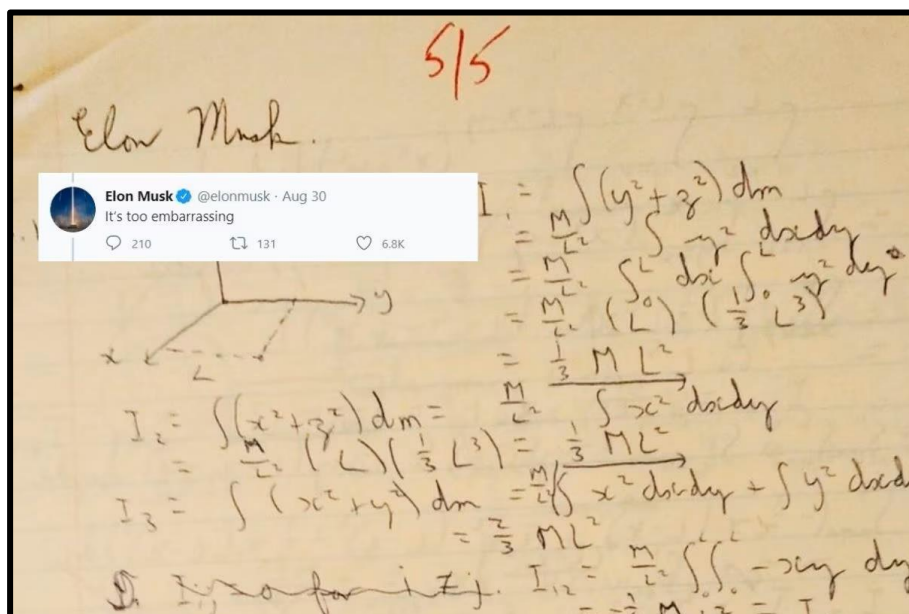 5/5
Elon Musk.
Elon Musk @elonmusk · Aug 30
It's too embarrassing
210 131 6.8K
I₁ = ∫(y²+z²) dm
= M/L² ∫ y² dxdy
= M/L² ∫₀ᴸ dx ∫₀ᴸ y² dy
= M/L² (L) (1/3 L³)
= 1/3 ML²
y
x
L
I₂ = ∫(x²+z²) dm = M/L² ∫ x² dxdy
= M/L² (L)(1/3 L³) = 1/3 ML²
I₃ = ∫(x²+y²) dm = M/L² ∫ x² dxdy + ∫ y² dxd
= 2/3 ML²
I₁₂ = M/L² ∫₀ᴸ∫₀ᴸ -xy dy